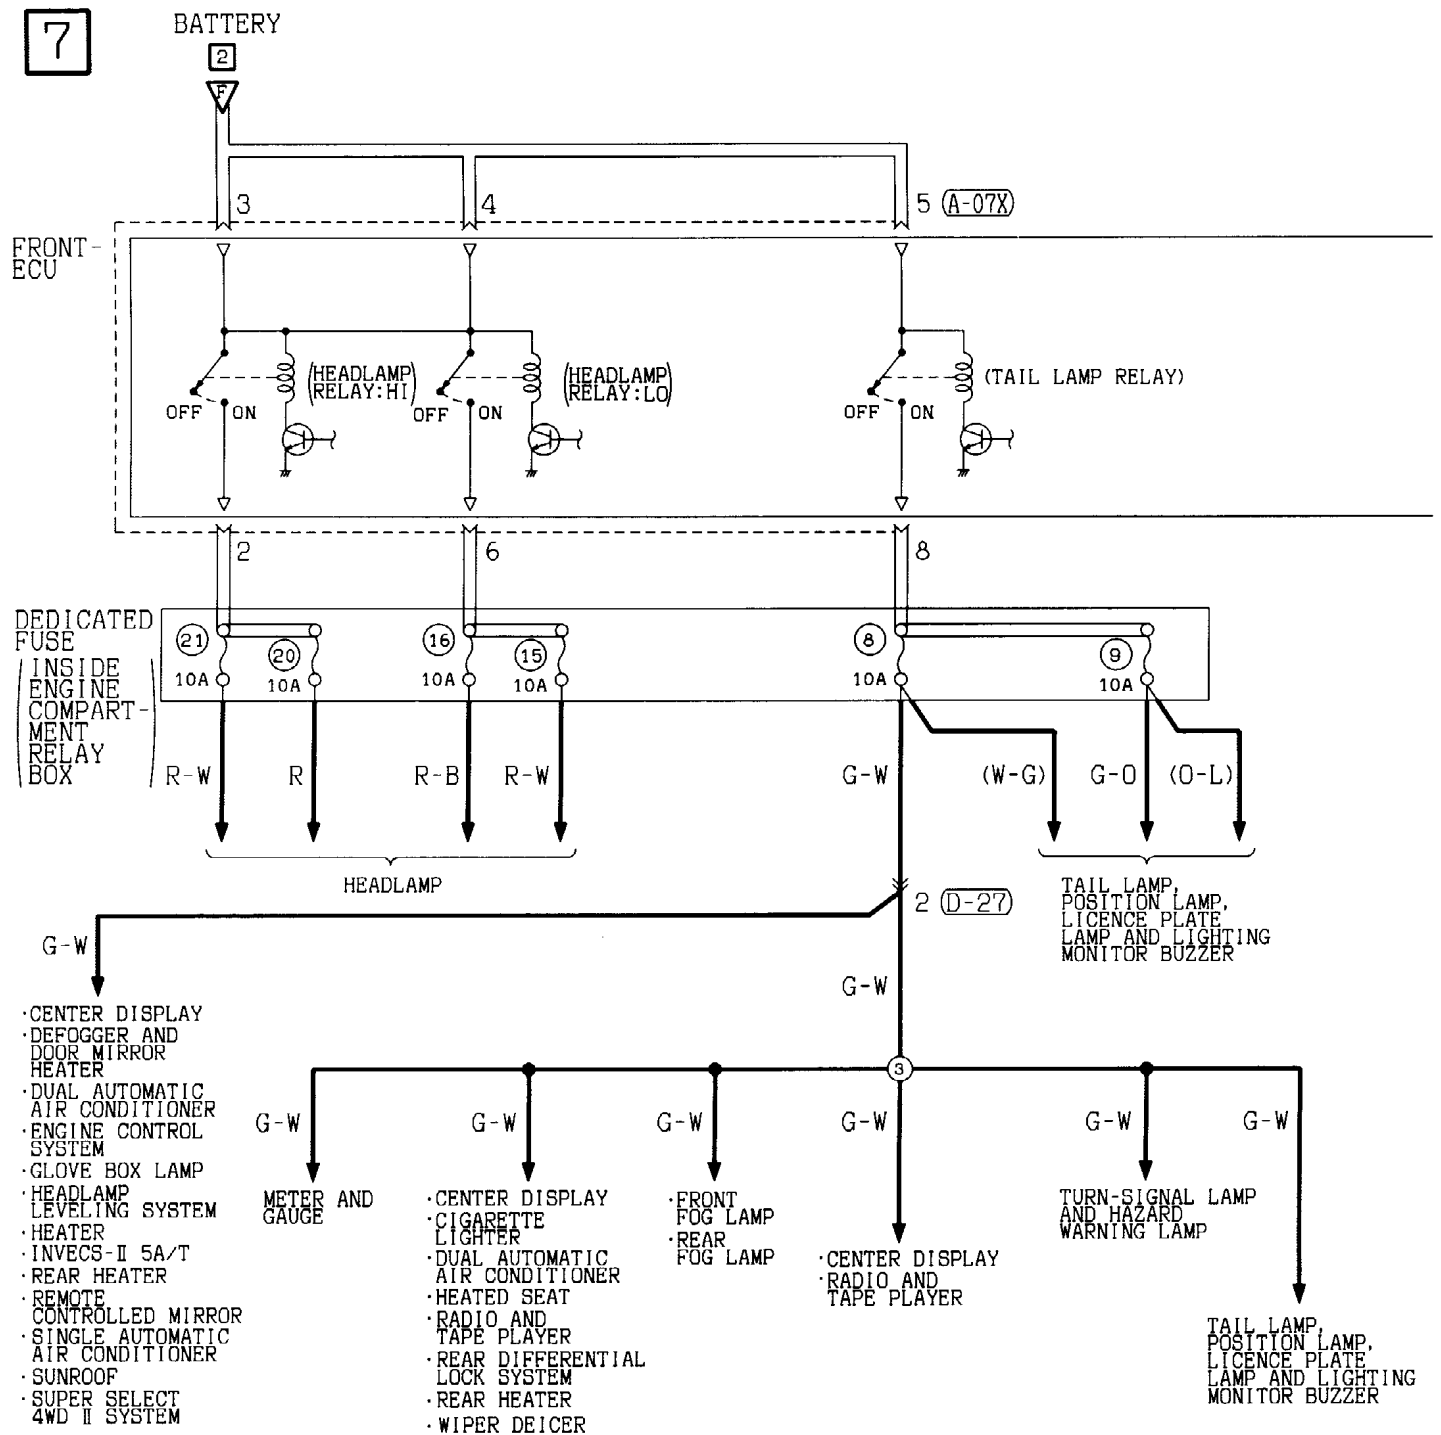 7
BATTERY
2
F
3
4
5 (A-07X)
FRONT-
ECU
(HEADLAMP
RELAY:HI)
(HEADLAMP
RELAY:LO)
(TAIL LAMP RELAY)
OFF ON
OFF ON
OFF ON
2
6
8
DEDICATED
FUSE
(INSIDE
ENGINE
COMPART-
MENT
RELAY
BOX)
21
10A
20
10A
16
10A
15
10A
8
10A
9
10A
R-W
R
R-B
R-W
G-W
(W-G)
G-O
(O-L)
HEADLAMP
TAIL LAMP,
POSITION LAMP,
LICENCE PLATE
LAMP AND LIGHTING
MONITOR BUZZER
2 (D-27)
G-W
G-W
·CENTER DISPLAY
·DEFOGGER AND
DOOR MIRROR
HEATER
·DUAL AUTOMATIC
AIR CONDITIONER
·ENGINE CONTROL
SYSTEM
·GLOVE BOX LAMP
·HEADLAMP
LEVELING SYSTEM
·HEATER
·INVECS-Ⅱ 5A/T
·REAR HEATER
·REMOTE
CONTROLLED MIRROR
·SINGLE AUTOMATIC
AIR CONDITIONER
·SUNROOF
·SUPER SELECT
4WD Ⅱ SYSTEM
3
G-W
G-W
G-W
G-W
G-W
G-W
METER AND
GAUGE
·CENTER DISPLAY
·CIGARETTE
LIGHTER
·DUAL AUTOMATIC
AIR CONDITIONER
·HEATED SEAT
·RADIO AND
TAPE PLAYER
·REAR DIFFERENTIAL
LOCK SYSTEM
·REAR HEATER
·WIPER DEICER
·FRONT
FOG LAMP
·REAR
FOG LAMP
·CENTER DISPLAY
·RADIO AND
TAPE PLAYER
TURN-SIGNAL LAMP
AND HAZARD
WARNING LAMP
TAIL LAMP,
POSITION LAMP,
LICENCE PLATE
LAMP AND LIGHTING
MONITOR BUZZER